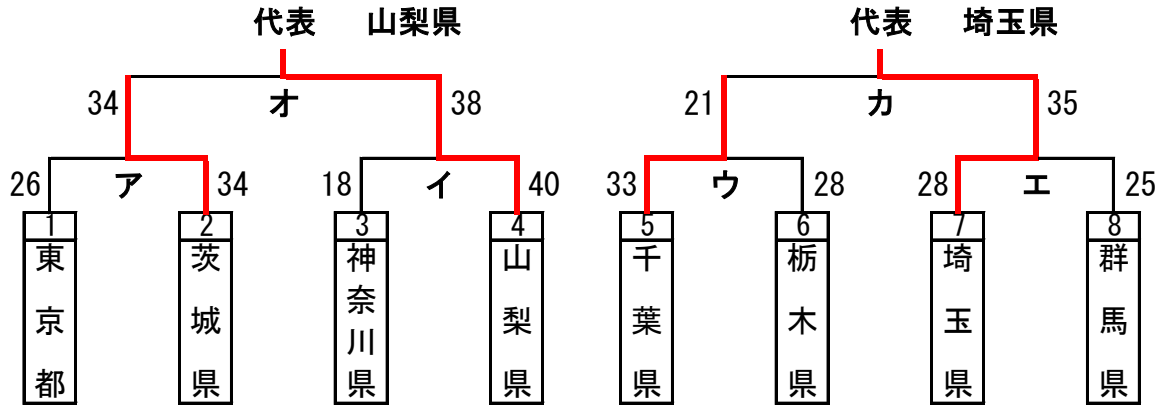 代表 山梨県 代表 埼玉県
34 オ 38 21 カ 35
26 ア 34 18 イ 40 33 ウ 28 28 エ 25
1 2 3 4 5 6 7 8
東京都
茨城県
神奈川県
山梨県
千葉県
栃木県
埼玉県
群馬県